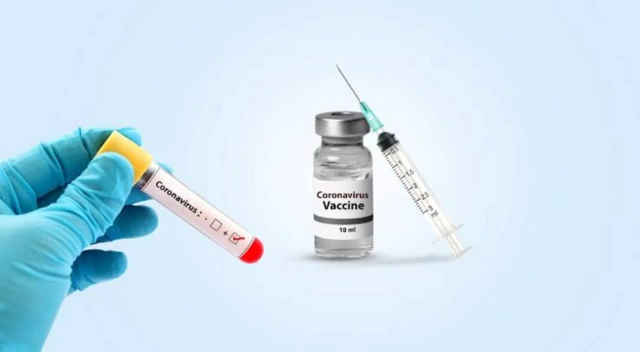 Coronavirus : -
+
Coronavirus
Vaccine
10 ml